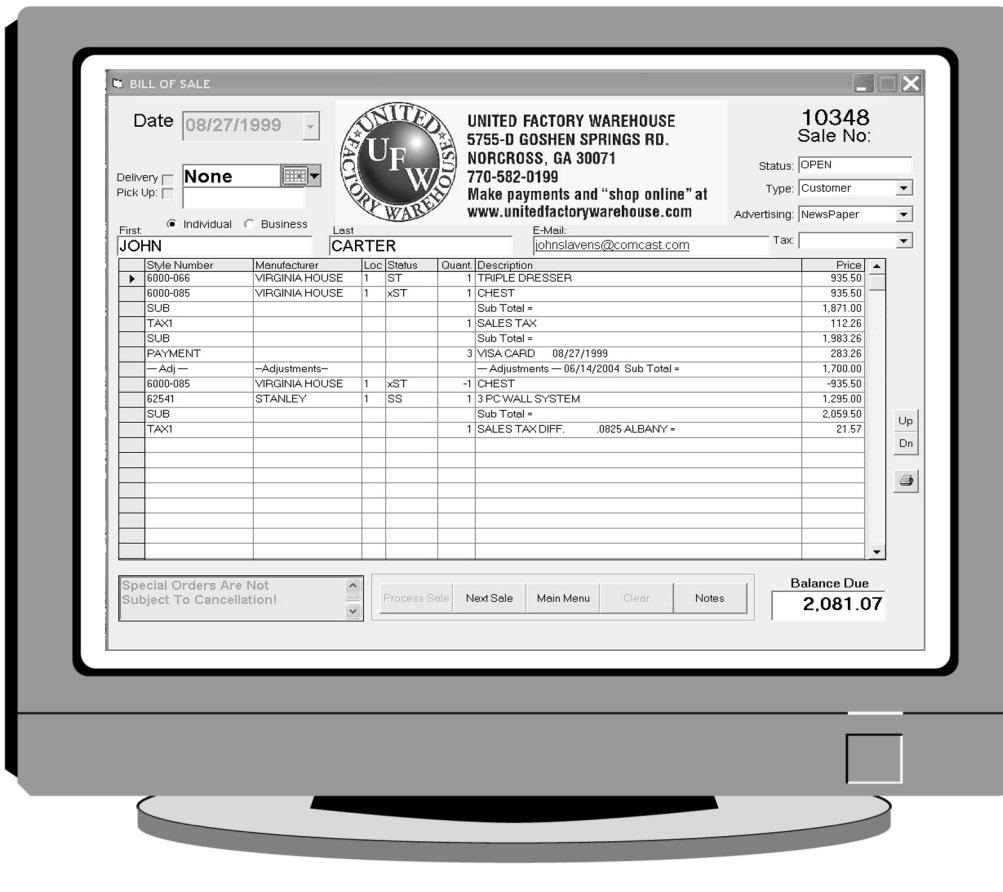 BILL OF SALE
Date 08/27/1999
UNITED FACTORY WAREHOUSE
UFW
UNITED FACTORY WAREHOUSE
5755-D GOSHEN SPRINGS RD.
NORCROSS, GA 30071
770-582-0199
Make payments and “shop online” at
www.unitedfactorywarehouse.com
10348
Sale No:
Delivery None
Pick Up:
Status: OPEN
Type: Customer
Advertising: NewsPaper
Tax:
Individual Business
First: Last E-Mail:
JOHN CARTER johnslavens@comcast.com
Style Number Manufacturer Loc Status Quant. Description Price
6000-066 VIRGINIA HOUSE 1 ST 1 TRIPLE DRESSER 935.50
6000-085 VIRGINIA HOUSE 1 xST 1 CHEST 935.50
SUB Sub Total = 1,871.00
TAX1 1 SALES TAX 112.26
SUB Sub Total = 1,983.26
PAYMENT 3 VISA CARD 08/27/1999 283.26
— Adj — –Adjustments– — Adjustments — 06/14/2004 Sub Total = 1,700.00
6000-085 VIRGINIA HOUSE 1 xST -1 CHEST -935.50
62541 STANLEY 1 SS 1 3 PC WALL SYSTEM 1,295.00
SUB Sub Total = 2,059.50
TAX1 1 SALES TAX DIFF. .0825 ALBANY = 21.57
Up
Dn
Special Orders Are Not
Subject To Cancellation!
Process Sale Next Sale Main Menu Clear Notes
Balance Due
2,081.07